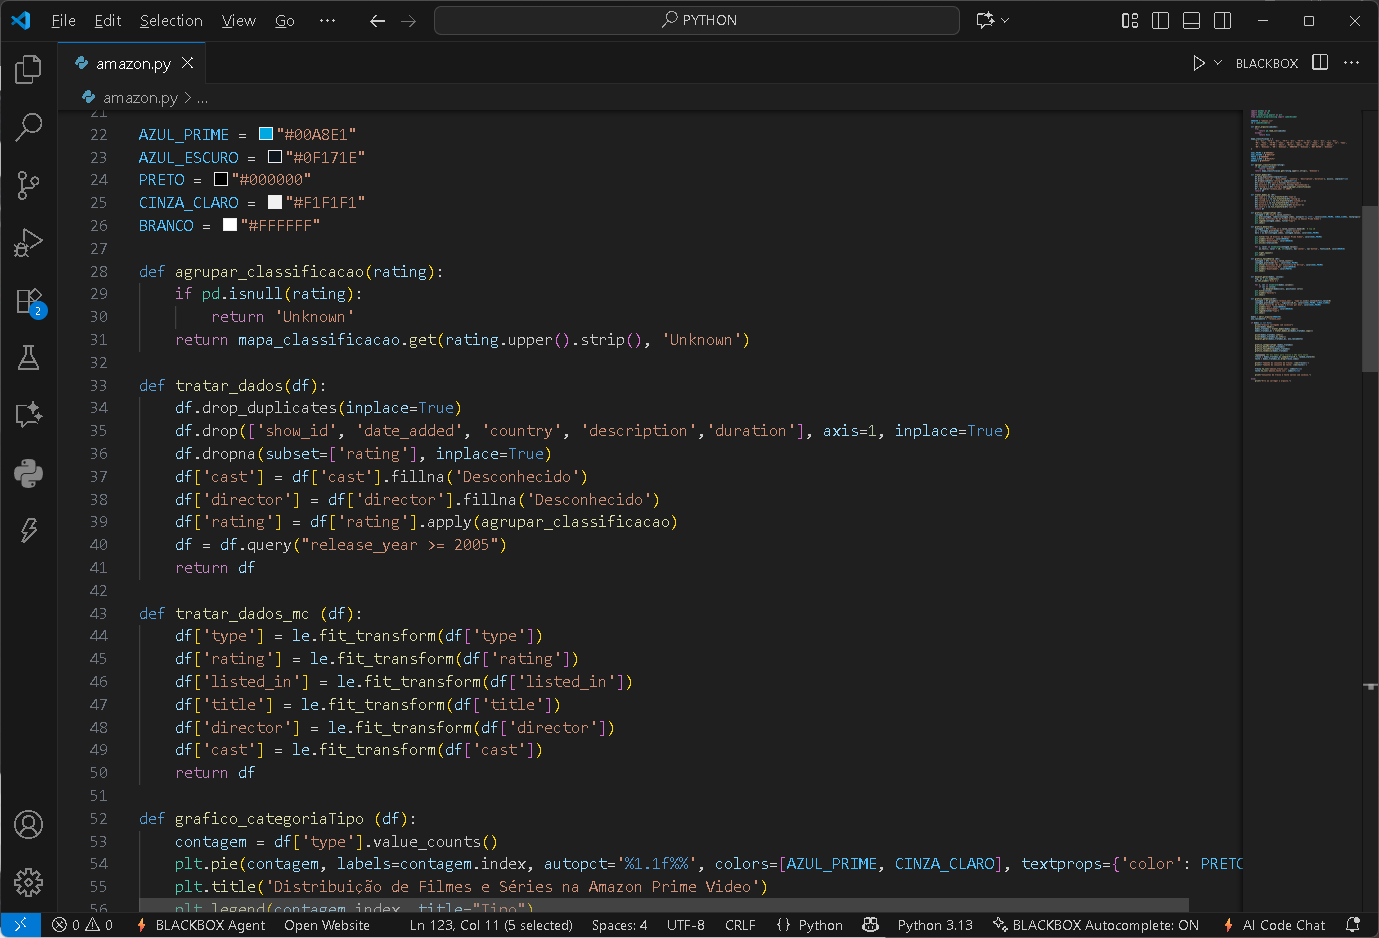 File Edit Selection View Go ··· PYTHON
amazon.py BLACKBOX ···
amazon.py > ...
21
22 AZUL_PRIME = "#00A8E1"
23 AZUL_ESCURO = "#0F171E"
24 PRETO = "#000000"
25 CINZA_CLARO = "#F1F1F1"
26 BRANCO = "#FFFFFF"
27
28 def agrupar_classificacao(rating):
29 if pd.isnull(rating):
30 return 'Unknown'
31 return mapa_classificacao.get(rating.upper().strip(), 'Unknown')
32
33 def tratar_dados(df):
34 df.drop_duplicates(inplace=True)
35 df.drop(['show_id', 'date_added', 'country', 'description','duration'], axis=1, inplace=True)
36 df.dropna(subset=['rating'], inplace=True)
37 df['cast'] = df['cast'].fillna('Desconhecido')
38 df['director'] = df['director'].fillna('Desconhecido')
39 df['rating'] = df['rating'].apply(agrupar_classificacao)
40 df = df.query("release_year >= 2005")
41 return df
42
43 def tratar_dados_mc (df):
44 df['type'] = le.fit_transform(df['type'])
45 df['rating'] = le.fit_transform(df['rating'])
46 df['listed_in'] = le.fit_transform(df['listed_in'])
47 df['title'] = le.fit_transform(df['title'])
48 df['director'] = le.fit_transform(df['director'])
49 df['cast'] = le.fit_transform(df['cast'])
50 return df
51
52 def grafico_categoriaTipo (df):
53 contagem = df['type'].value_counts()
54 plt.pie(contagem, labels=contagem.index, autopct='%1.1f%%', colors=[AZUL_PRIME, CINZA_CLARO], textprops={'color': PRETO
55 plt.title('Distribuição de Filmes e Séries na Amazon Prime Video')
56 plt.legend(contagem.index, title="Tipo")
2
0 0 BLACKBOX Agent Open Website Ln 123, Col 11 (5 selected) Spaces: 4 UTF-8 CRLF {} Python Python 3.13 BLACKBOX Autocomplete: ON AI Code Chat